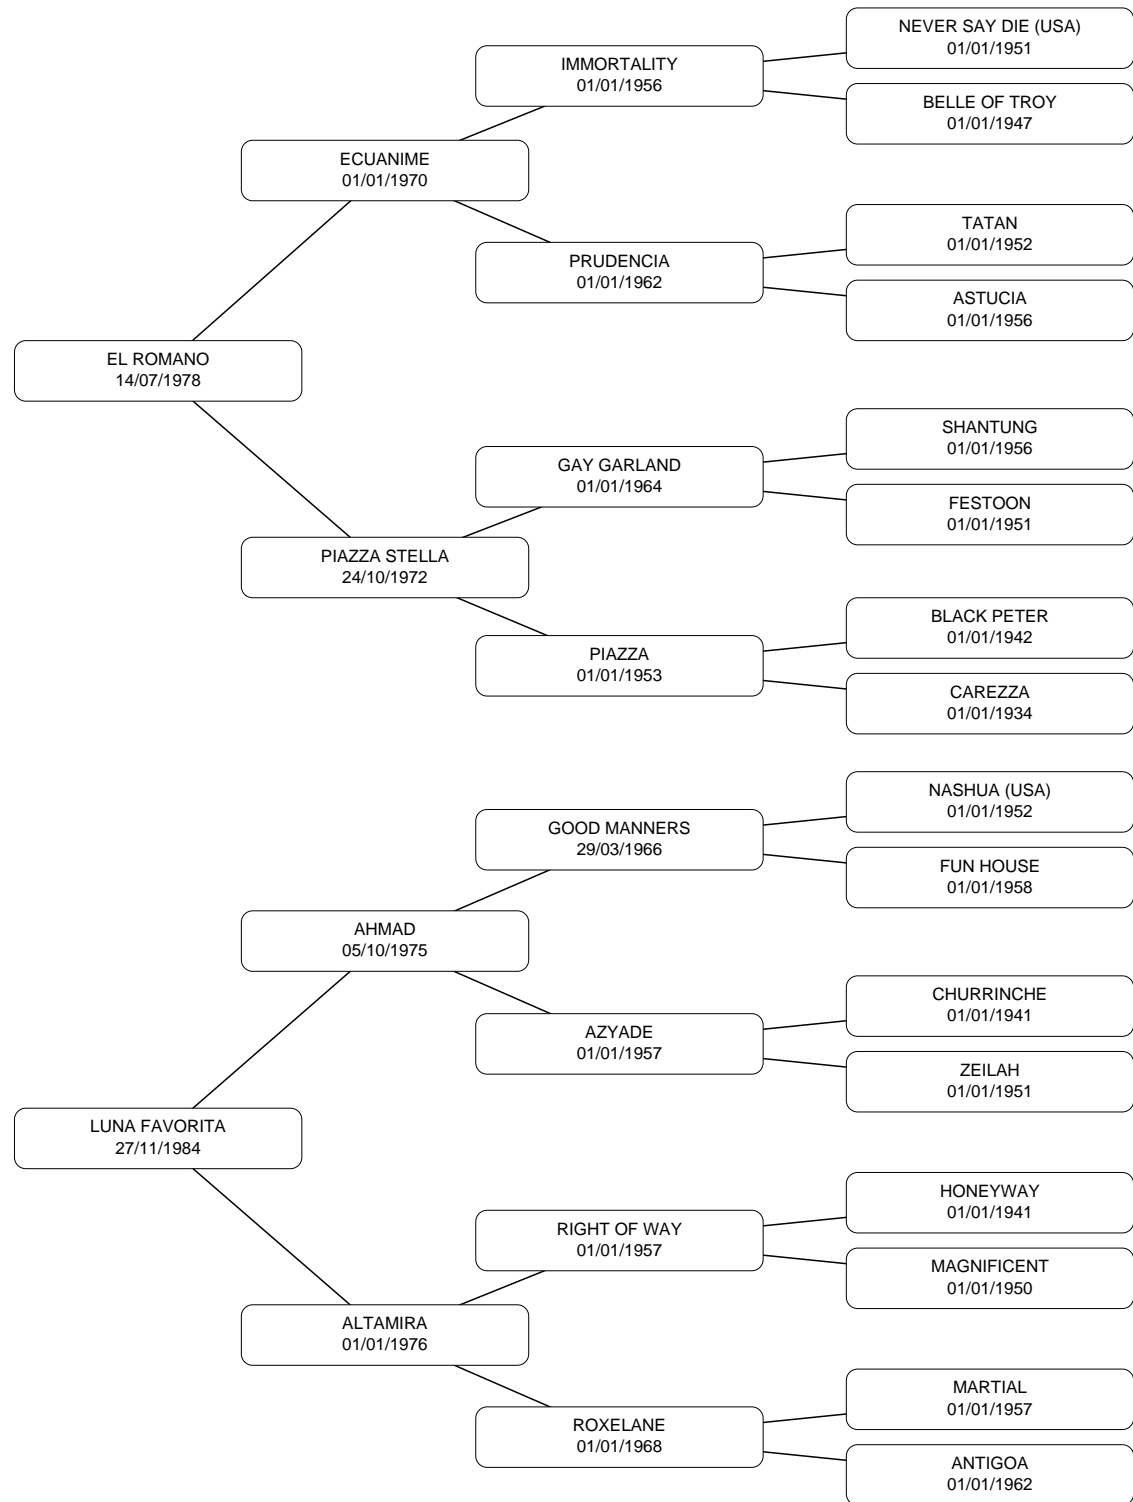 NEVER SAY DIE (USA)
01/01/1951
IMMORTALITY
01/01/1956
BELLE OF TROY
01/01/1947
ECUANIME
01/01/1970
TATAN
01/01/1952
PRUDENCIA
01/01/1962
ASTUCIA
01/01/1956
EL ROMANO
14/07/1978
SHANTUNG
01/01/1956
GAY GARLAND
01/01/1964
FESTOON
01/01/1951
PIAZZA STELLA
24/10/1972
BLACK PETER
01/01/1942
PIAZZA
01/01/1953
CAREZZA
01/01/1934
NASHUA (USA)
01/01/1952
GOOD MANNERS
29/03/1966
FUN HOUSE
01/01/1958
AHMAD
05/10/1975
CHURRINCHE
01/01/1941
AZYADE
01/01/1957
ZEILAH
01/01/1951
LUNA FAVORITA
27/11/1984
HONEYWAY
01/01/1941
RIGHT OF WAY
01/01/1957
MAGNIFICENT
01/01/1950
ALTAMIRA
01/01/1976
MARTIAL
01/01/1957
ROXELANE
01/01/1968
ANTIGOA
01/01/1962